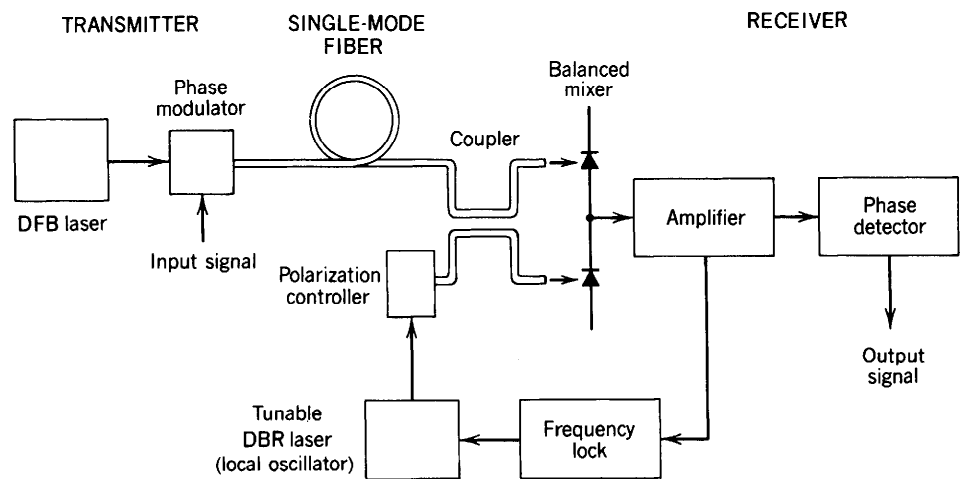 TRANSMITTER
SINGLE-MODE
FIBER
RECEIVER
Phase
modulator
Balanced
mixer
Coupler
DFB laser
Input signal
Polarization
controller
Amplifier
Phase
detector
Output
signal
Tunable
DBR laser
(local oscillator)
Frequency
lock